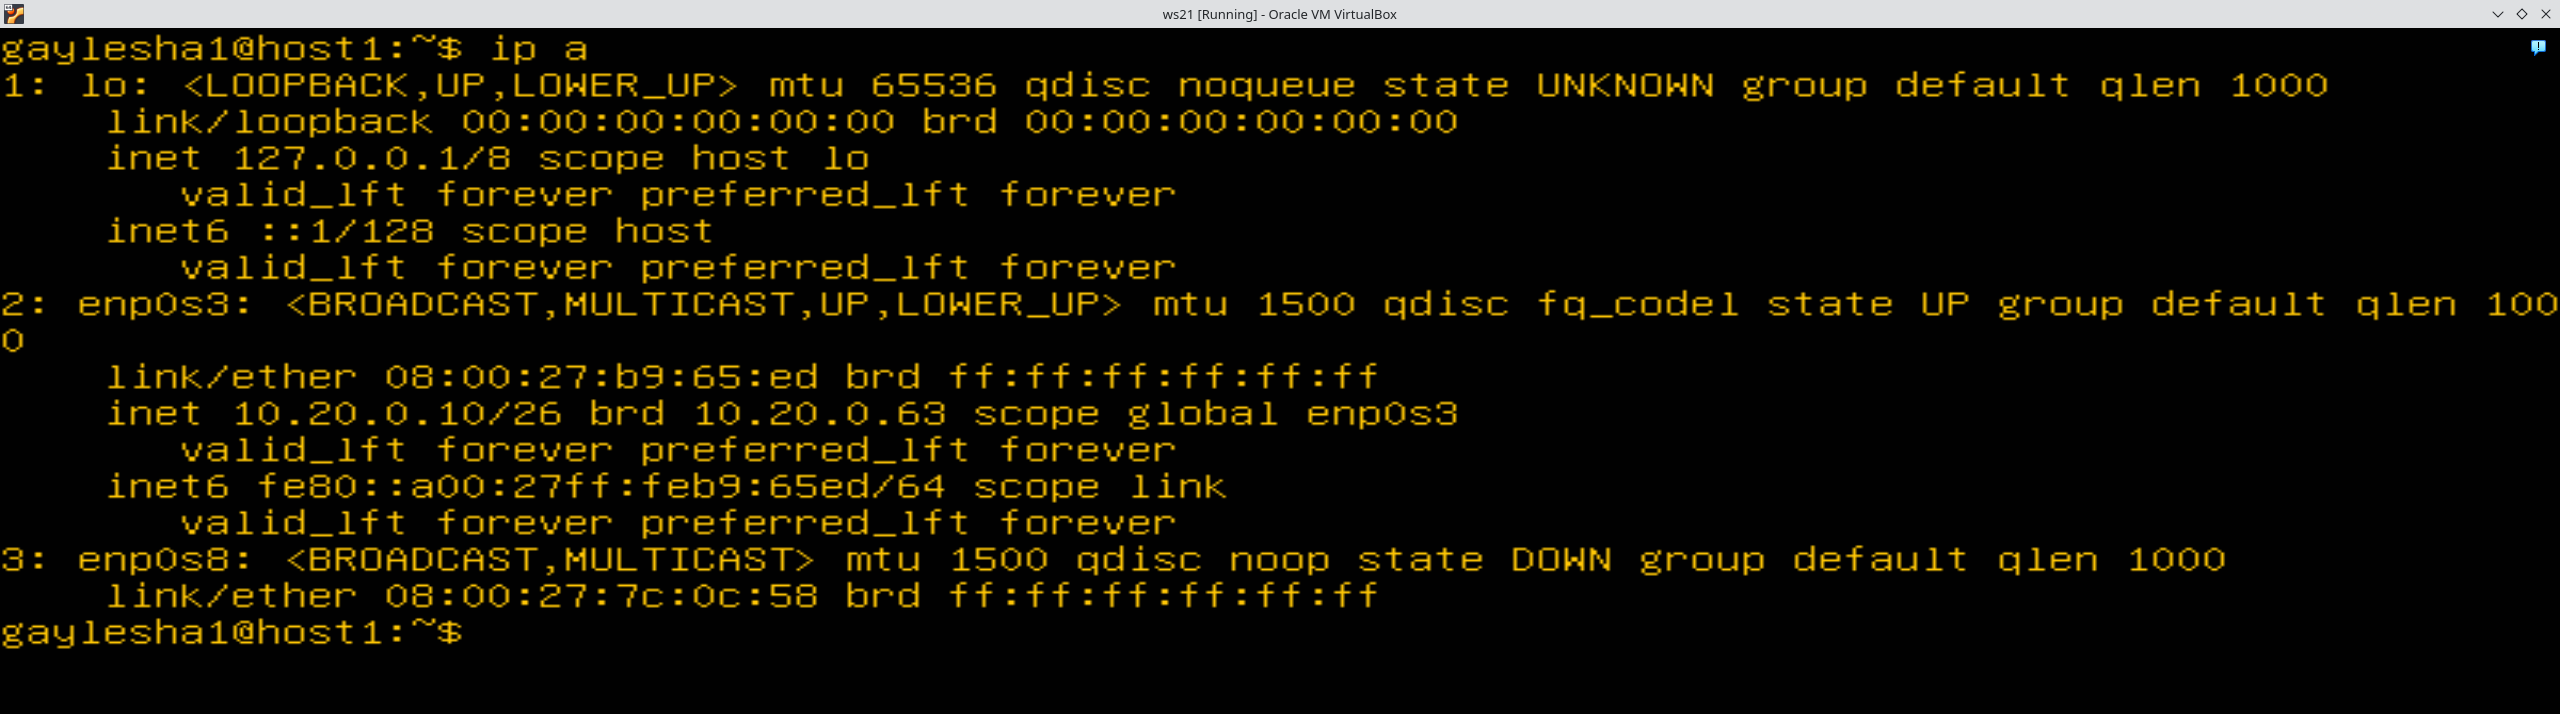 ws21 [Running] - Oracle VM VirtualBox
gaylesha1@host1:~$ ip a
1: lo: <LOOPBACK,UP,LOWER_UP> mtu 65536 qdisc noqueue state UNKNOWN group default qlen 1000
    link/loopback 00:00:00:00:00:00 brd 00:00:00:00:00:00
    inet 127.0.0.1/8 scope host lo
       valid_lft forever preferred_lft forever
    inet6 ::1/128 scope host
       valid_lft forever preferred_lft forever
2: enp0s3: <BROADCAST,MULTICAST,UP,LOWER_UP> mtu 1500 qdisc fq_codel state UP group default qlen 100
0
    link/ether 08:00:27:b9:65:ed brd ff:ff:ff:ff:ff:ff
    inet 10.20.0.10/26 brd 10.20.0.63 scope global enp0s3
       valid_lft forever preferred_lft forever
    inet6 fe80::a00:27ff:feb9:65ed/64 scope link
       valid_lft forever preferred_lft forever
3: enp0s8: <BROADCAST,MULTICAST> mtu 1500 qdisc noop state DOWN group default qlen 1000
    link/ether 08:00:27:7c:0c:58 brd ff:ff:ff:ff:ff:ff
gaylesha1@host1:~$